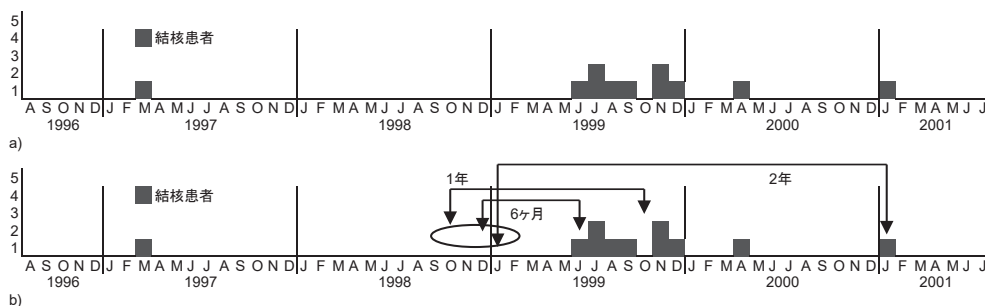 5
4
3
2
1
結核患者
A S O N D J F M A M J J A S O N D J F M A M J J A S O N D J F M A M J J A S O N D J F M A M J J A S O N D J F M A M J J
1996 1997 1998 1999 2000 2001
a)
5
4
3
2
1
結核患者
1年
6ヶ月
2年
A S O N D J F M A M J J A S O N D J F M A M J J A S O N D J F M A M J J A S O N D J F M A M J J A S O N D J F M A M J J
1996 1997 1998 1999 2000 2001
b)